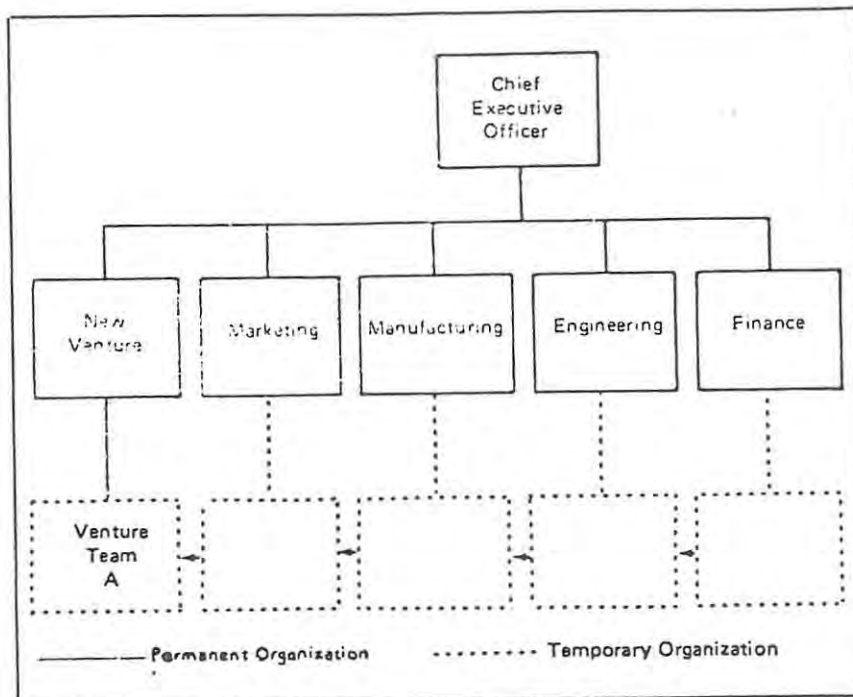 Chief
Executive
Officer
New
Venture
Marketing
Manufacturing
Engineering
Finance
Venture
Team
A
Permanent Organization
Temporary Organization